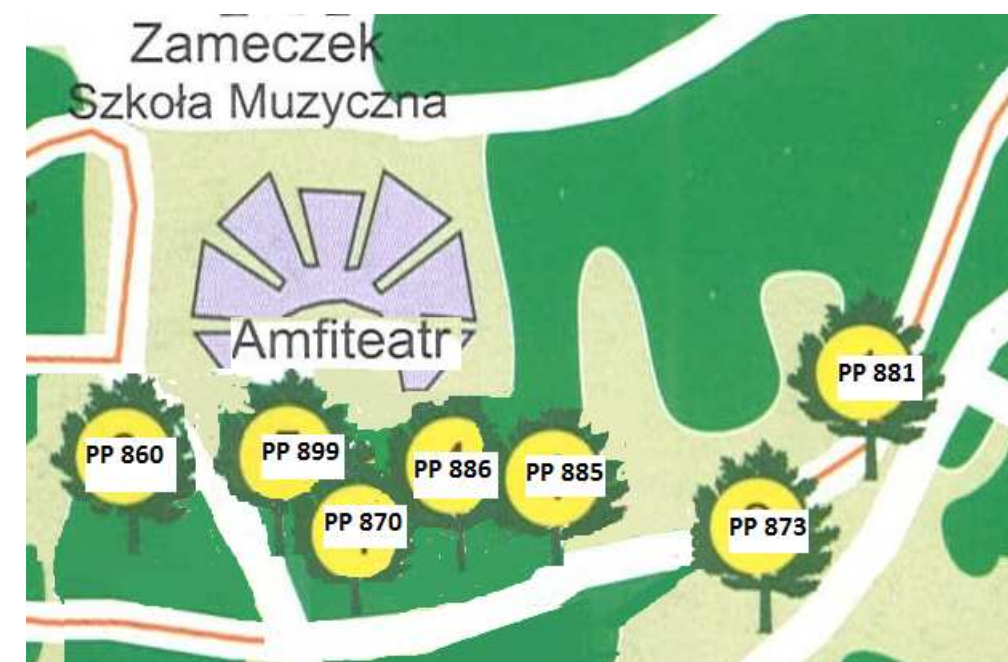 Zameczek
Szkoła Muzyczna
Amfiteatr
PP 881
PP 860
PP 899
PP 886
PP 885
PP 870
PP 873